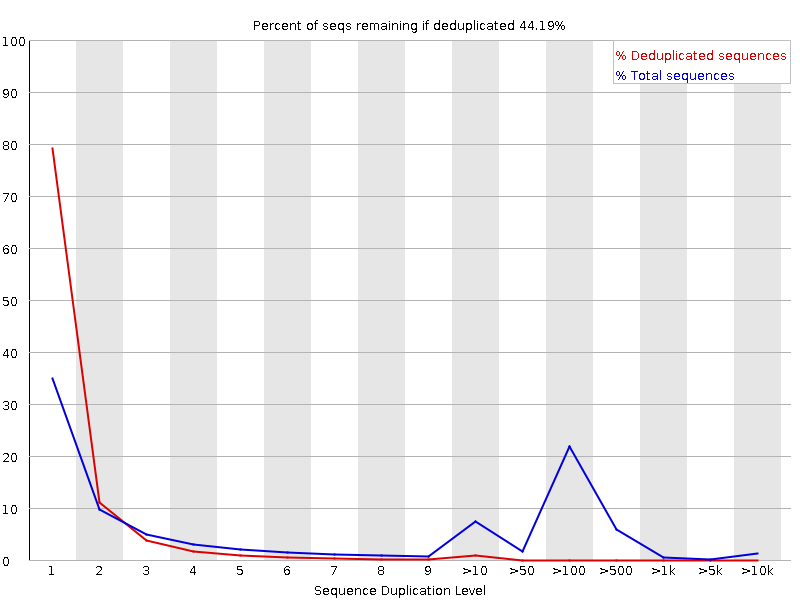 Percent of seqs remaining if deduplicated 44.19%
% Deduplicated sequences
% Total sequences
100
90
80
70
60
50
40
30
20
10
0
1 2 3 4 5 6 7 8 9 >10 >50 >100 >500 >1k >5k >10k
Sequence Duplication Level